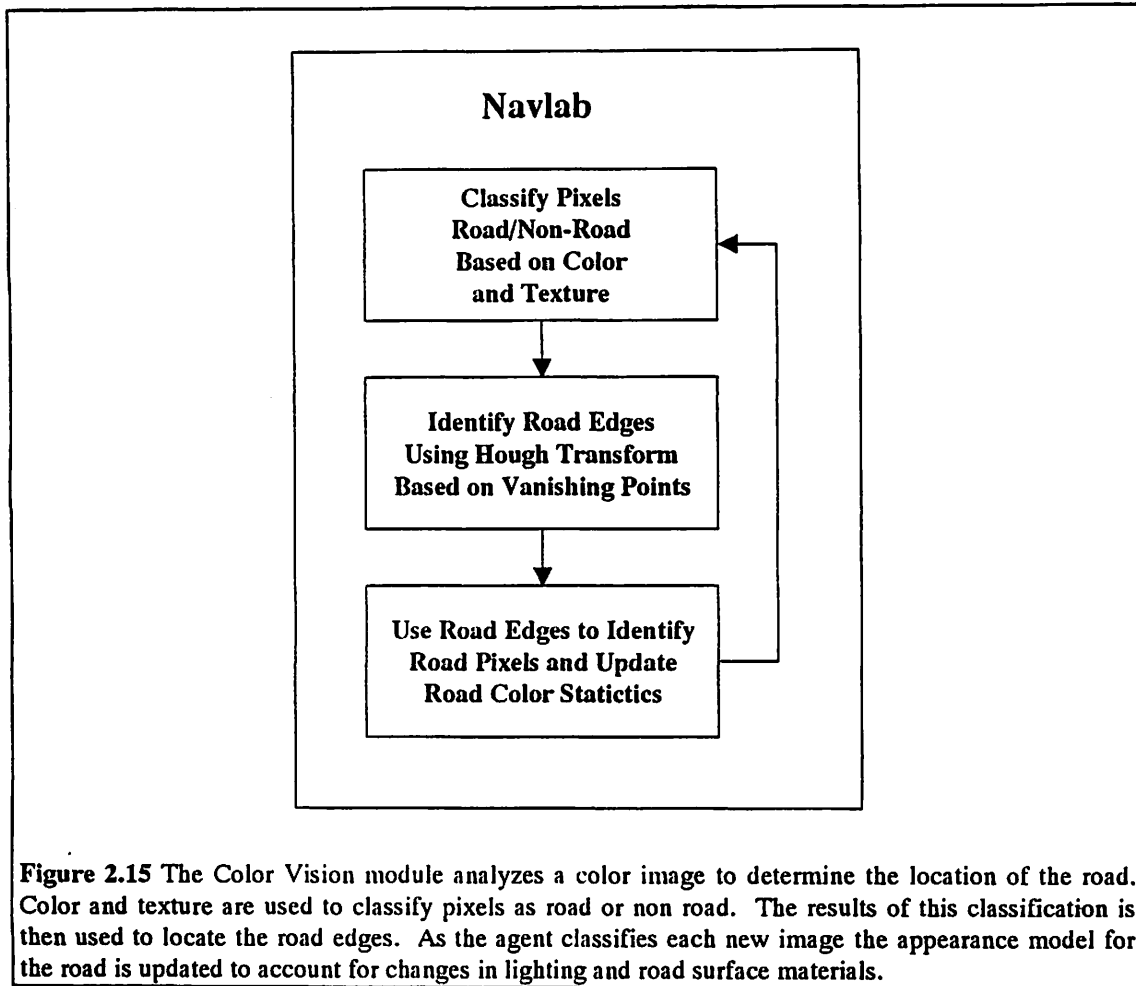 Navlab
Classify Pixels
Road/Non-Road
Based on Color
and Texture
Identify Road Edges
Using Hough Transform
Based on Vanishing Points
Use Road Edges to Identify
Road Pixels and Update
Road Color Statictics
Figure 2.15 The Color Vision module analyzes a color image to determine the location of the road.
Color and texture are used to classify pixels as road or non road. The results of this classification is
then used to locate the road edges. As the agent classifies each new image the appearance model for
the road is updated to account for changes in lighting and road surface materials.